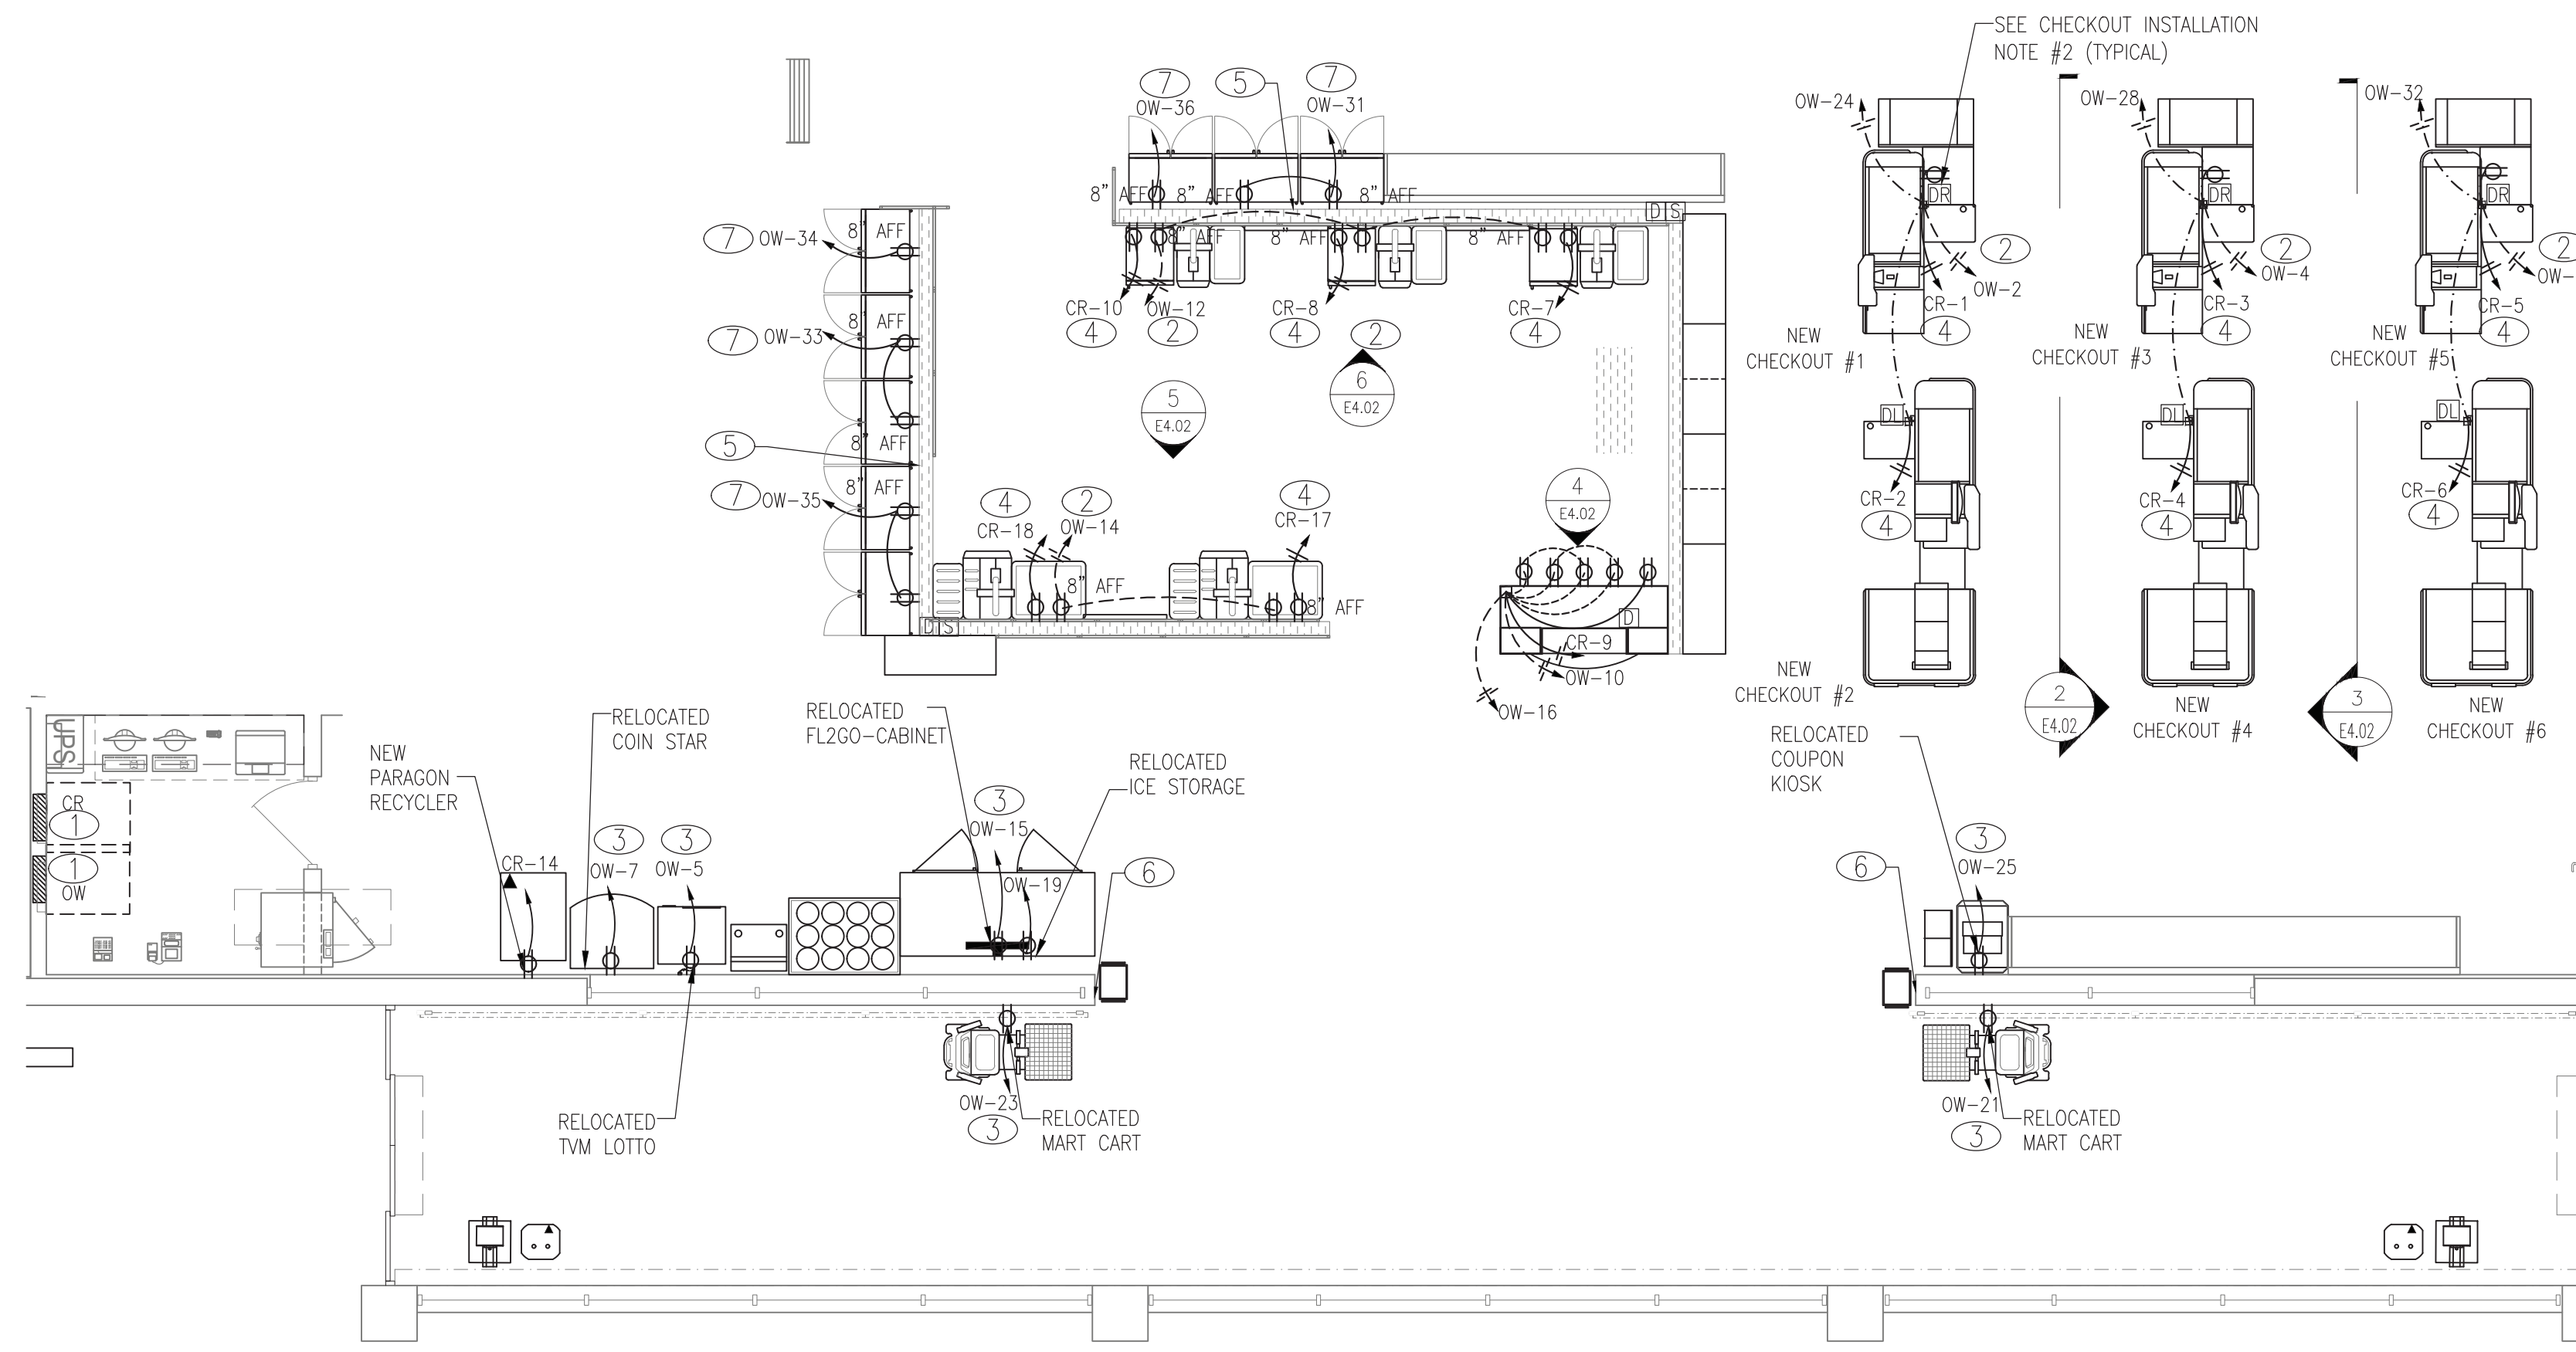 SEE CHECKOUT INSTALLATION
NOTE #2 (TYPICAL)
7
5
7
OW-36
OW-31
OW-24
OW-28
OW-32
8" AFF
8" AFF
8" AFF
DR
DR
DR
D
S
7
OW-34
8" AFF
8" AFF
8" AFF
8" AFF
2
2
2
OW-2
OW-4
OW-
CR-10
OW-12
CR-8
CR-7
CR-1
CR-3
CR-5
4
2
4
2
4
4
4
4
7
OW-33
8" AFF
NEW
CHECKOUT #1
NEW
CHECKOUT #3
NEW
CHECKOUT #5
5
E4.02
6
E4.02
5
8" AFF
DL
DL
DL
7
OW-35
8" AFF
4
CR-18
2
OW-14
4
CR-17
4
E4.02
CR-2
4
CR-4
4
CR-6
4
8" AFF
8" AFF
D
S
D
CR-9
OW-10
OW-16
NEW
CHECKOUT #2
2
E4.02
NEW
CHECKOUT #4
3
E4.02
NEW
CHECKOUT #6
UPS
NEW
PARAGON
RECYCLER
RELOCATED
COIN STAR
RELOCATED
FL2GO-CABINET
RELOCATED
ICE STORAGE
RELOCATED
COUPON
KIOSK
CR
1
1
OW
CR-14
3
OW-7
3
OW-5
3
OW-15
OW-19
6
6
3
OW-25
OW-23
3
RELOCATED
MART CART
OW-21
3
RELOCATED
MART CART
RELOCATED
TVM LOTTO